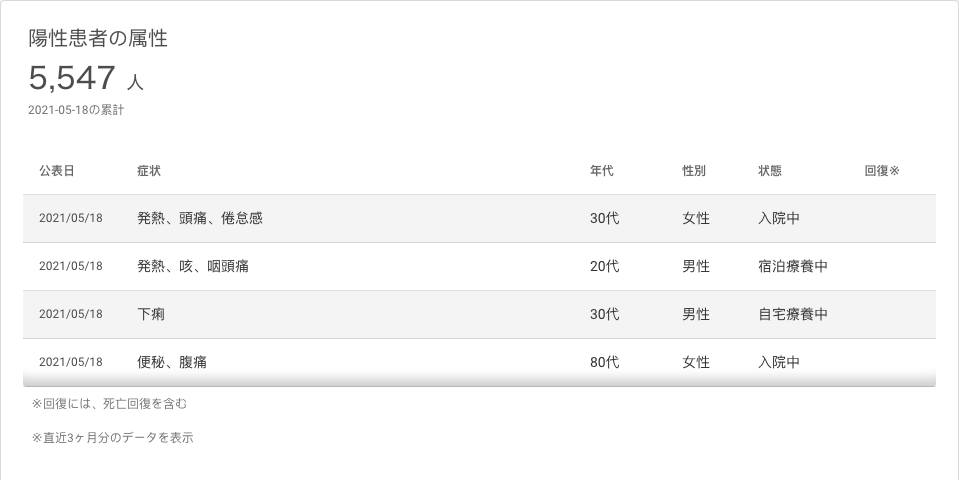 陽性患者の属性
5,547 人
2021-05-18の累計
公表日 症状 年代 性別 状態 回復※
2021/05/18 発熱、頭痛、倦怠感 30代 女性 入院中
2021/05/18 発熱、咳、咽頭痛 20代 男性 宿泊療養中
2021/05/18 下痢 30代 男性 自宅療養中
2021/05/18 便秘、腹痛 80代 女性 入院中
※回復には、死亡回復を含む
※直近3ヶ月分のデータを表示